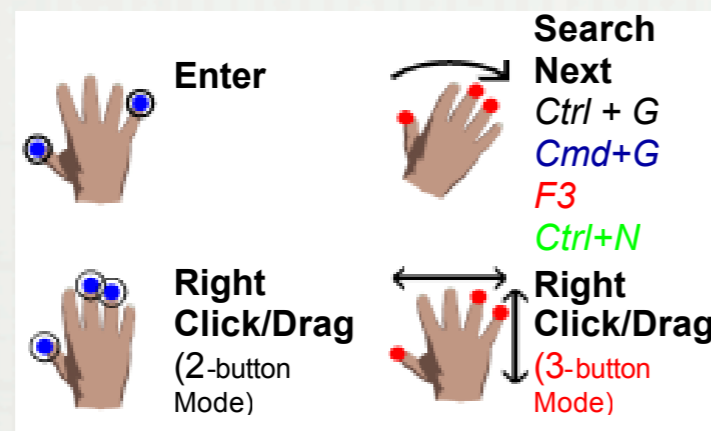 Enter
Search
Next
Ctrl + G
Cmd+G
F3
Ctrl+N
Right
Click/Drag
(2-button
Mode)
Right
Click/Drag
(3-button
Mode)